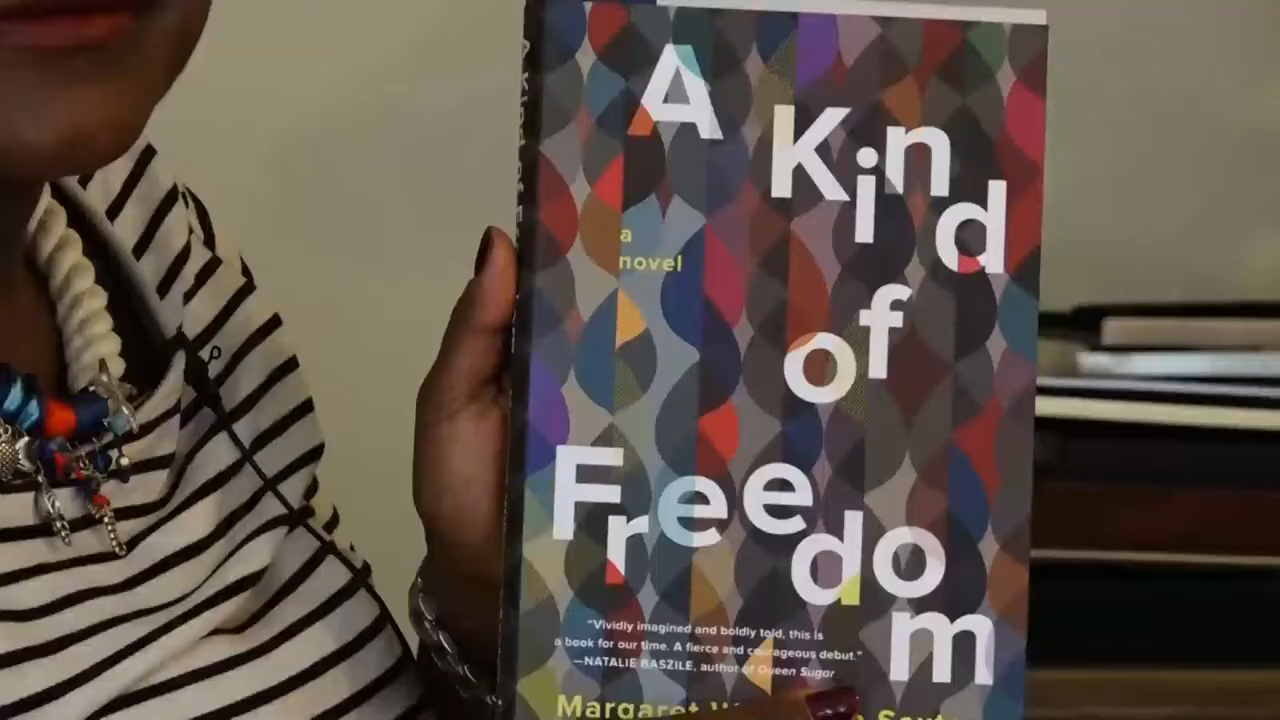 A
Kind
of
Freedom
a
novel
"Vividly imagined and boldly told, this is
a book for our time. A fierce and courageous debut."
—NATALIE BASZILE, author of Queen Sugar
Margaret